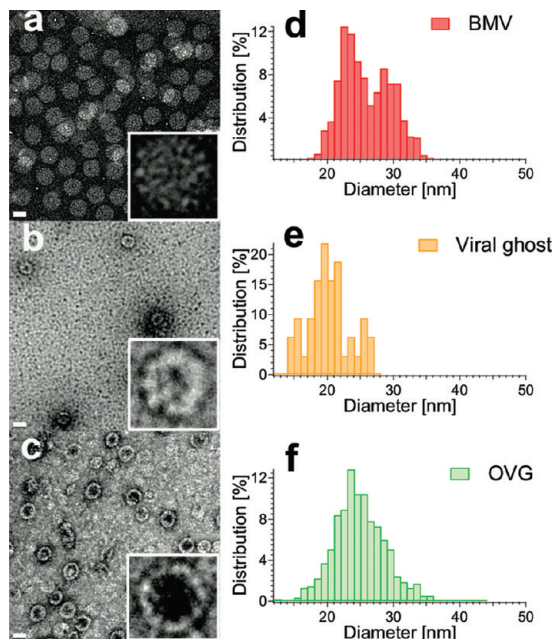 a
b
c
d
BMV
Distribution [%]
12
8
4
20 30 40 50
Diameter [nm]
e
Viral ghost
Distribution [%]
20
15
10
5
0
20 30 40 50
Diameter [nm]
f
OVG
Distribution [%]
12
8
4
0
20 30 40 50
Diameter [nm]